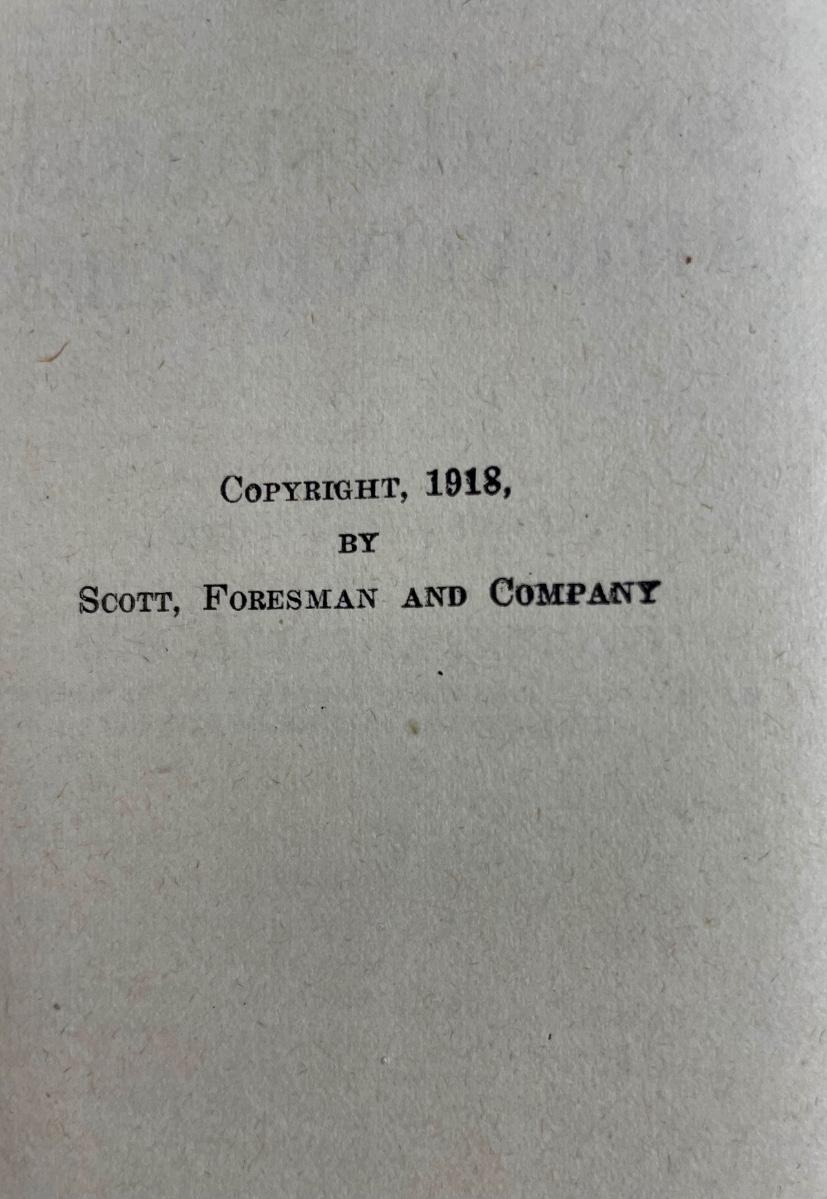 Copyright, 1918,
by
Scott, Foresman and Company